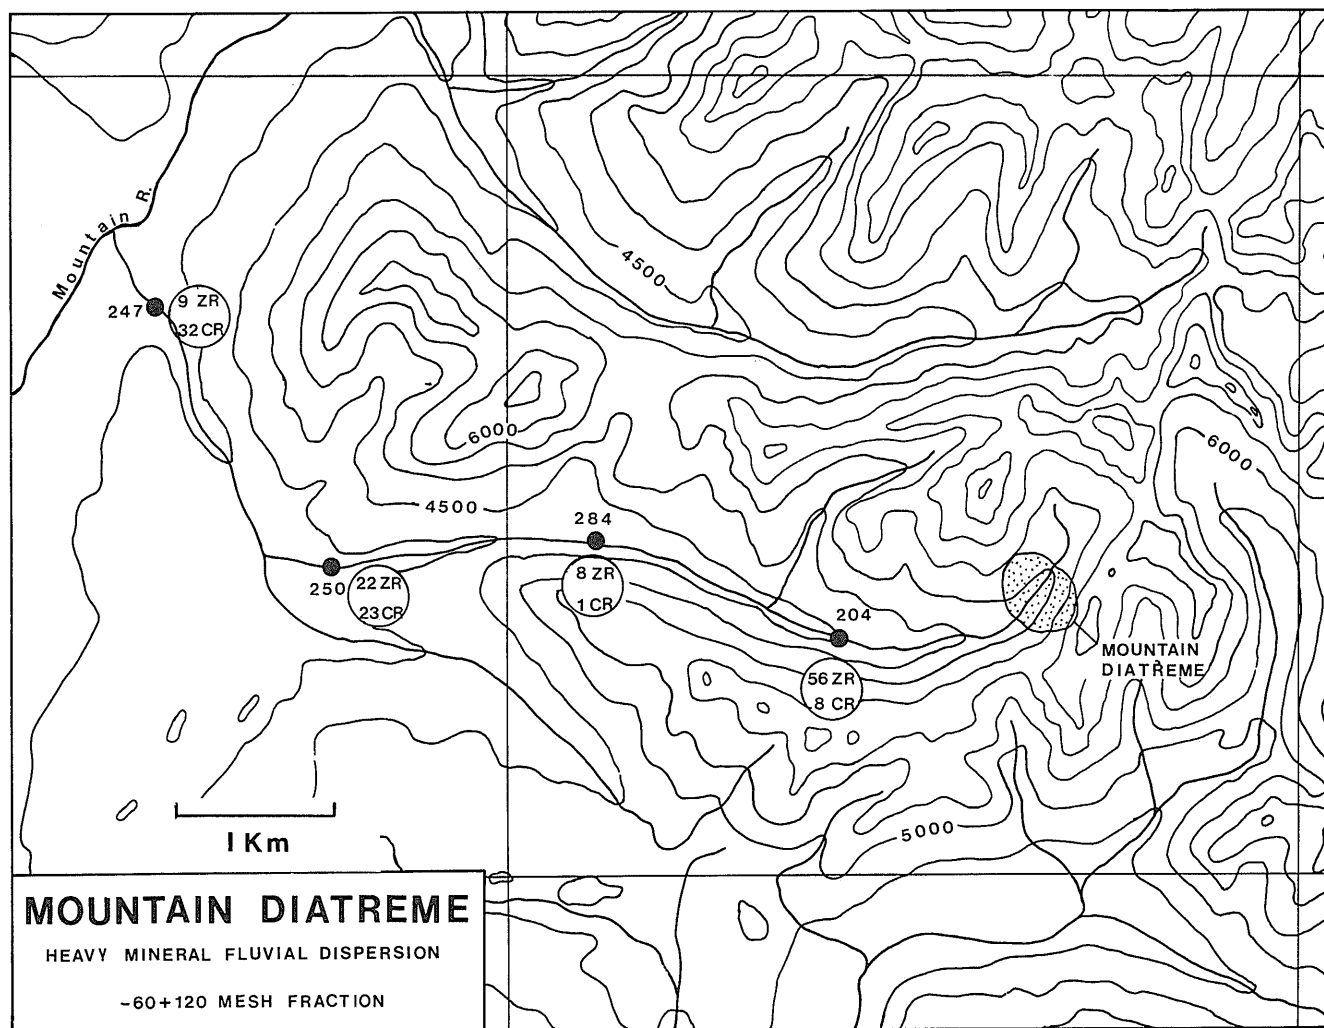 Mountain R.
4500
247
9 ZR
32 CR
6000
6000
4500
284
250
22 ZR
23 CR
8 ZR
1 CR
204
MOUNTAIN
DIATREME
56 ZR
8 CR
5000
1 Km
MOUNTAIN DIATREME
HEAVY MINERAL FLUVIAL DISPERSION
-60+120 MESH FRACTION